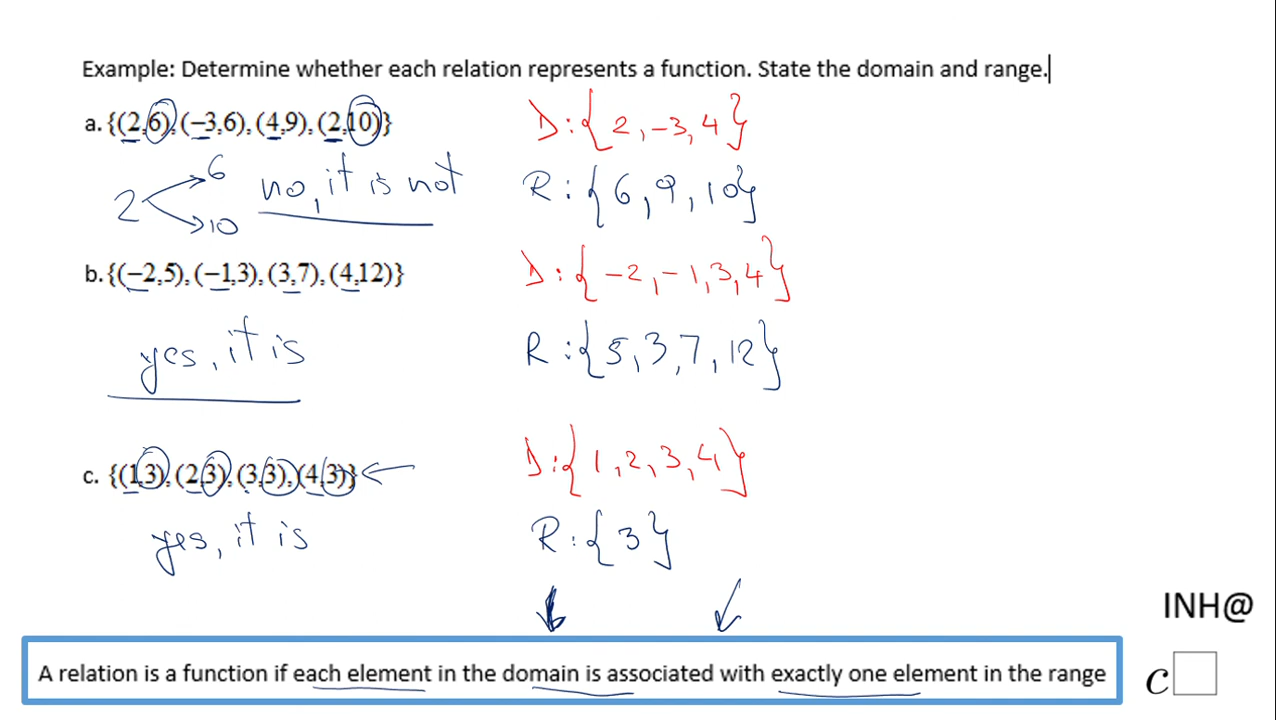 Example: Determine whether each relation represents a function. State the domain and range.
a. {(2,6),(−3,6),(4,9),(2,10)}
D:{2,−3,4}
2 6 10 no, it is not
R:{6,9,10}
b. {(−2,5),(−1,3),(3,7),(4,12)}
D:{−2,−1,3,4}
yes, it is
R:{5,3,7,12}
c. {(1,3),(2,3),(3,3),(4,3)}
D:{1,2,3,4}
yes, it is
R:{3}
INH@
A relation is a function if each element in the domain is associated with exactly one element in the range
c